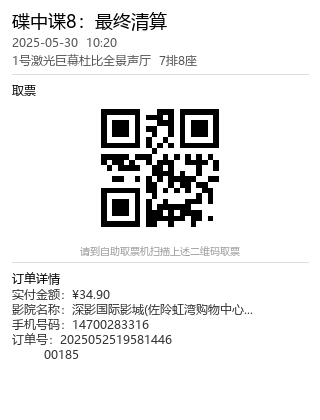 碟中谍8：最终清算
2025-05-30 10:20
1号激光巨幕杜比全景声厅 7排8座
取票
请到自助取票机扫描上述二维码取票
订单详情
实付金额：¥34.90
影院名称：深影国际影城(佐阾虹湾购物中心...
手机号码：14700283316
订单号：2025052519581446
00185